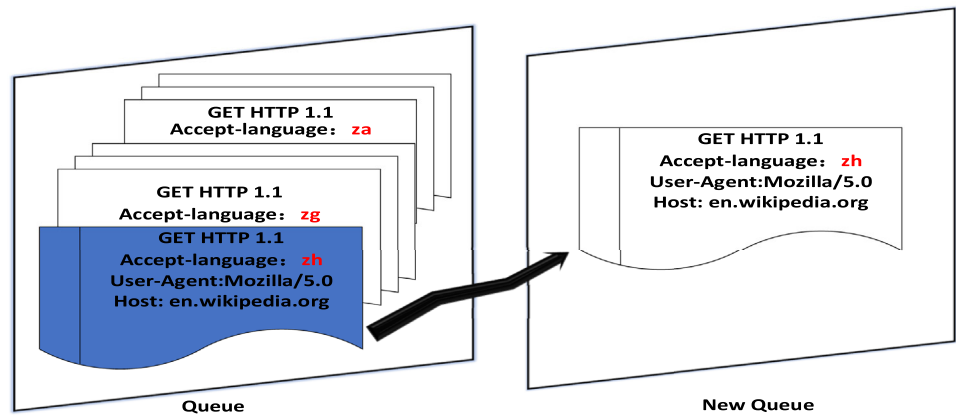 GET HTTP 1.1
Accept-language： za
GET HTTP 1.1
Accept-language： zg
GET HTTP 1.1
Accept-language： zh
User-Agent:Mozilla/5.0
Host: en.wikipedia.org
Queue
GET HTTP 1.1
Accept-language： zh
User-Agent:Mozilla/5.0
Host: en.wikipedia.org
New Queue